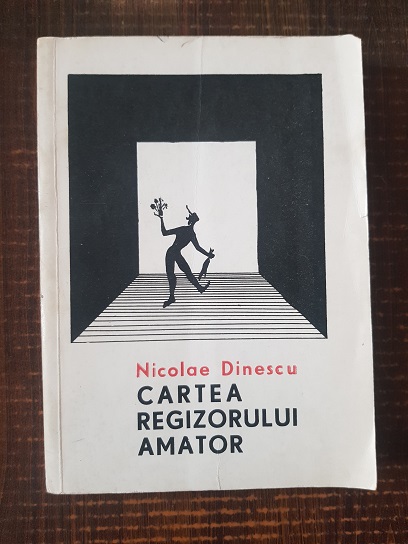 Nicolae Dinescu
CARTEA
REGIZORULUI
AMATOR